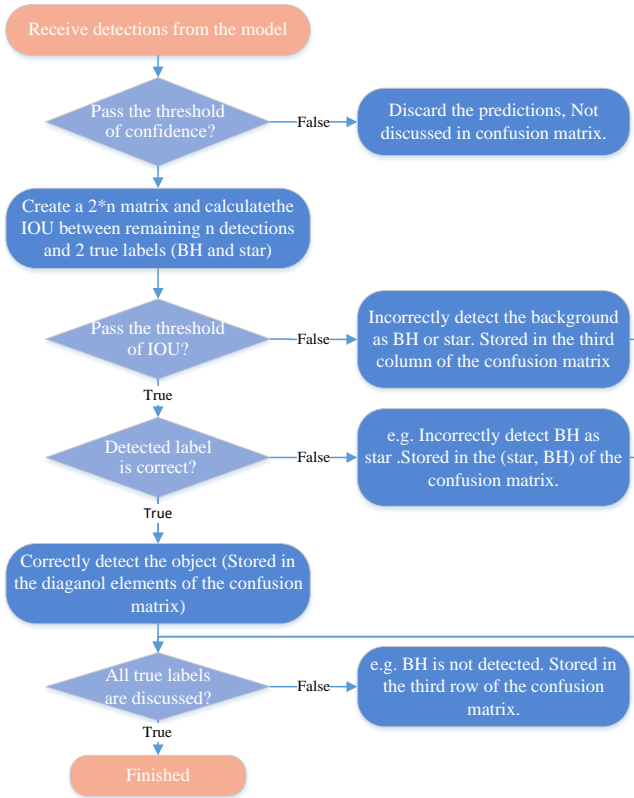 Receive detections from the model
Pass the threshold
of confidence?
False
Discard the predictions, Not
discussed in confusion matrix.
Create a 2*n matrix and calculatethe
IOU between remaining n detections
and 2 true labels (BH and star)
Pass the threshold
of IOU?
False
Incorrectly detect the background
as BH or star. Stored in the third
column of the confusion matrix
True
Detected label
is correct?
False
e.g. Incorrectly detect BH as
star .Stored in the (star, BH) of the
confusion matrix.
True
Correctly detect the object (Stored in
the diaganol elements of the confusion
matrix)
All true labels
are discussed?
False
e.g. BH is not detected. Stored in
the third row of the confusion
matrix.
True
Finished